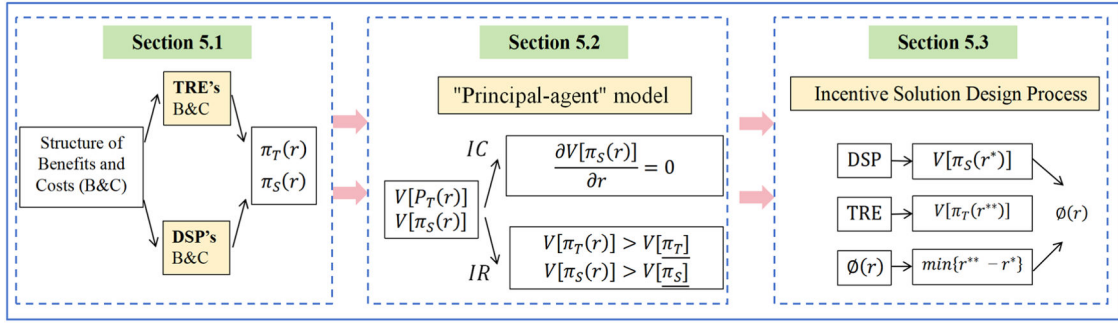 Section 5.1
TRE's
B&C
Structure of
Benefits and
Costs (B&C)
π_T(r)
π_S(r)
DSP's
B&C
Section 5.2
"Principal-agent" model
IC
∂V[π_S(r)]
∂r
= 0
V[P_T(r)]
V[π_S(r)]
IR
V[π_T(r)] > V[π_T]
V[π_S(r)] > V[π_S]
Section 5.3
Incentive Solution Design Process
DSP
V[π_S(r*)]
TRE
V[π_T(r**)]
Ø(r)
Ø(r)
min{r** − r*}